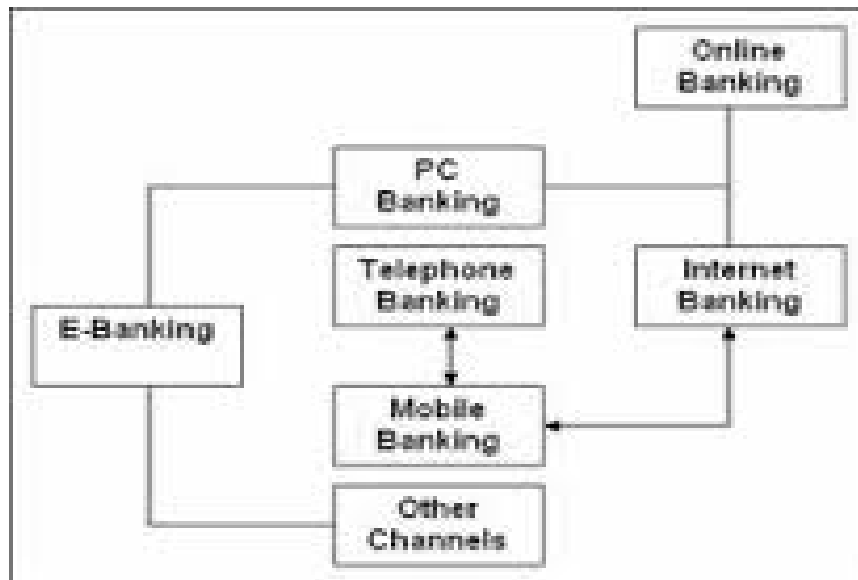 Online
Banking
PC
Banking
Telephone
Banking
Internet
Banking
E-Banking
Mobile
Banking
Other
Channels